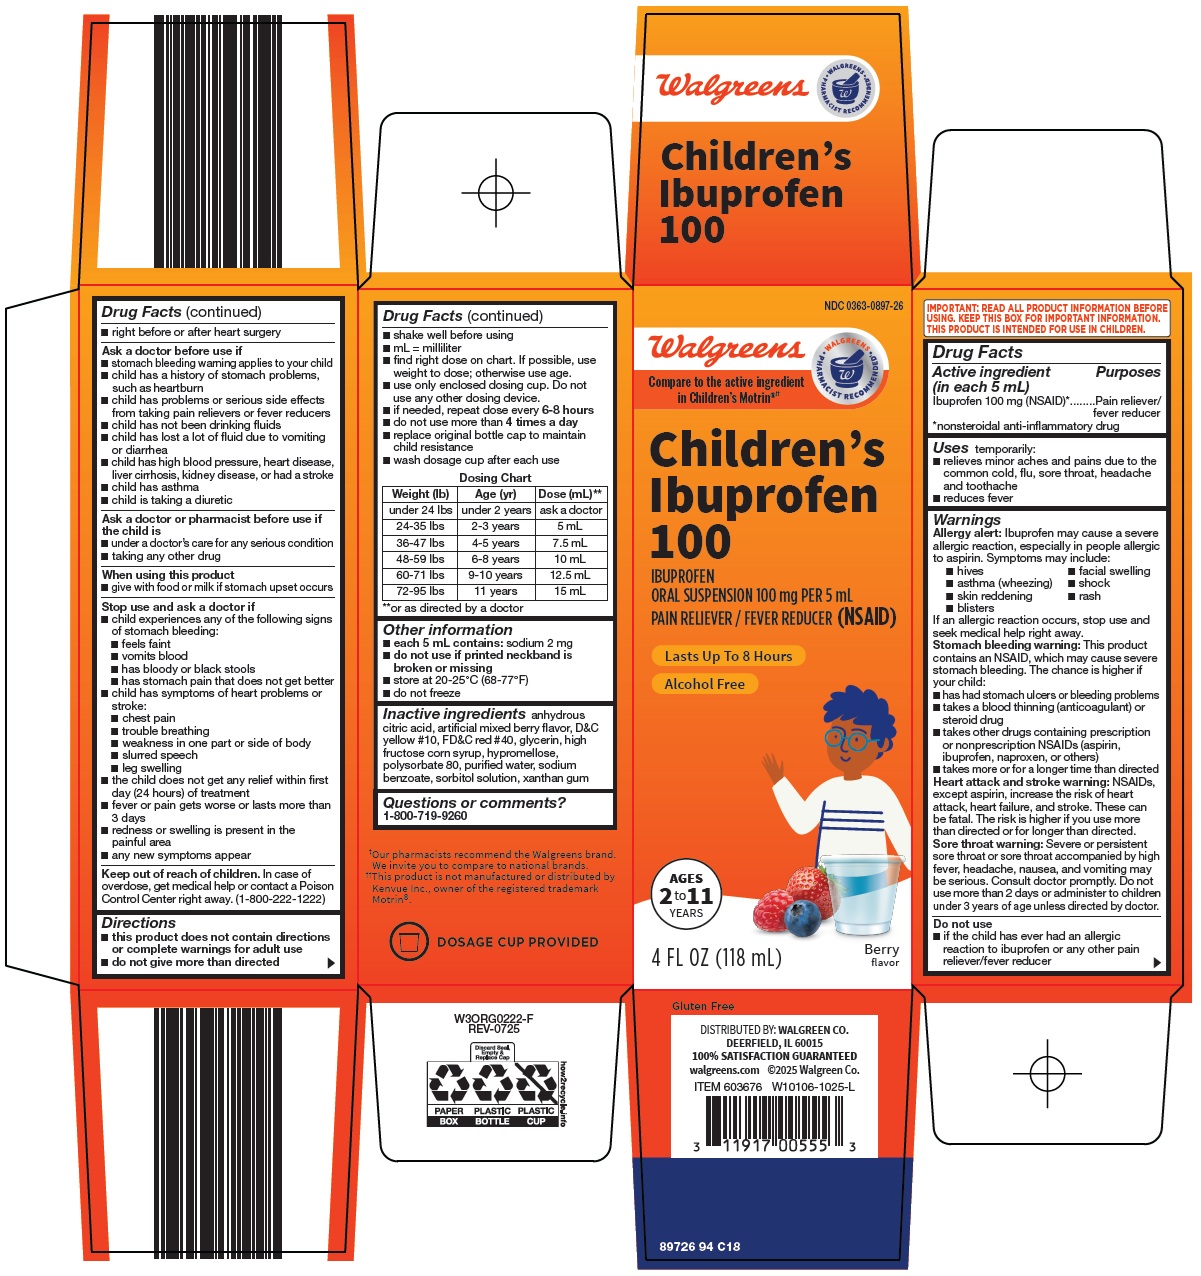 Walgreens
WALGREENS
PHARMACIST RECOMMENDED
Children's
Ibuprofen
100
NDC 0363-0897-26
Walgreens
WALGREENS
PHARMACIST RECOMMENDED
Compare to the active ingredient
in Children's Motrin®††
Children's
Ibuprofen
100
IBUPROFEN
ORAL SUSPENSION 100 mg PER 5 mL
PAIN RELIEVER / FEVER REDUCER (NSAID)
Lasts Up To 8 Hours
Alcohol Free
AGES
2 to 11
YEARS
4 FL OZ (118 mL)
Berry
flavor
IMPORTANT: READ ALL PRODUCT INFORMATION BEFORE
USING. KEEP THIS BOX FOR IMPORTANT INFORMATION.
THIS PRODUCT IS INTENDED FOR USE IN CHILDREN.
Drug Facts
Active ingredient Purposes
(in each 5 mL)
Ibuprofen 100 mg (NSAID)*........Pain reliever/
fever reducer
*nonsteroidal anti-inflammatory drug
Uses temporarily:
■ relieves minor aches and pains due to the
common cold, flu, sore throat, headache
and toothache
■ reduces fever
Warnings
Allergy alert: Ibuprofen may cause a severe
allergic reaction, especially in people allergic
to aspirin. Symptoms may include:
■ hives ■ facial swelling
■ asthma (wheezing) ■ shock
■ skin reddening ■ rash
■ blisters
If an allergic reaction occurs, stop use and
seek medical help right away.
Stomach bleeding warning: This product
contains an NSAID, which may cause severe
stomach bleeding. The chance is higher if
your child:
■ has had stomach ulcers or bleeding problems
■ takes a blood thinning (anticoagulant) or
steroid drug
■ takes other drugs containing prescription
or nonprescription NSAIDs (aspirin,
ibuprofen, naproxen, or others)
■ takes more or for a longer time than directed
Heart attack and stroke warning: NSAIDs,
except aspirin, increase the risk of heart
attack, heart failure, and stroke. These can
be fatal. The risk is higher if you use more
than directed or for longer than directed.
Sore throat warning: Severe or persistent
sore throat or sore throat accompanied by high
fever, headache, nausea, and vomiting may
be serious. Consult doctor promptly. Do not
use more than 2 days or administer to children
under 3 years of age unless directed by doctor.
Do not use
■ if the child has ever had an allergic
reaction to ibuprofen or any other pain
reliever/fever reducer
Drug Facts (continued)
■ right before or after heart surgery
Ask a doctor before use if
■ stomach bleeding warning applies to your child
■ child has a history of stomach problems,
such as heartburn
■ child has problems or serious side effects
from taking pain relievers or fever reducers
■ child has not been drinking fluids
■ child has lost a lot of fluid due to vomiting
or diarrhea
■ child has high blood pressure, heart disease,
liver cirrhosis, kidney disease, or had a stroke
■ child has asthma
■ child is taking a diuretic
Ask a doctor or pharmacist before use if
the child is
■ under a doctor's care for any serious condition
■ taking any other drug
When using this product
■ give with food or milk if stomach upset occurs
Stop use and ask a doctor if
■ child experiences any of the following signs
of stomach bleeding:
■ feels faint
■ vomits blood
■ has bloody or black stools
■ has stomach pain that does not get better
■ child has symptoms of heart problems or
stroke:
■ chest pain
■ trouble breathing
■ weakness in one part or side of body
■ slurred speech
■ leg swelling
■ the child does not get any relief within first
day (24 hours) of treatment
■ fever or pain gets worse or lasts more than
3 days
■ redness or swelling is present in the
painful area
■ any new symptoms appear
Keep out of reach of children. In case of
overdose, get medical help or contact a Poison
Control Center right away. (1-800-222-1222)
Directions
■ this product does not contain directions
or complete warnings for adult use
■ do not give more than directed
Drug Facts (continued)
■ shake well before using
■ mL = milliliter
■ find right dose on chart. If possible, use
weight to dose; otherwise use age.
■ use only enclosed dosing cup. Do not
use any other dosing device.
■ if needed, repeat dose every 6-8 hours
■ do not use more than 4 times a day
■ replace original bottle cap to maintain
child resistance
■ wash dosage cup after each use
Dosing Chart
Weight (lb) Age (yr) Dose (mL)**
under 24 lbs under 2 years ask a doctor
24-35 lbs 2-3 years 5 mL
36-47 lbs 4-5 years 7.5 mL
48-59 lbs 6-8 years 10 mL
60-71 lbs 9-10 years 12.5 mL
72-95 lbs 11 years 15 mL
**or as directed by a doctor
Other information
■ each 5 mL contains: sodium 2 mg
■ do not use if printed neckband is
broken or missing
■ store at 20-25°C (68-77°F)
■ do not freeze
Inactive ingredients anhydrous
citric acid, artificial mixed berry flavor, D&C
yellow #10, FD&C red #40, glycerin, high
fructose corn syrup, hypromellose,
polysorbate 80, purified water, sodium
benzoate, sorbitol solution, xanthan gum
Questions or comments?
1-800-719-9260
†Our pharmacists recommend the Walgreens brand.
We invite you to compare to national brands.
††This product is not manufactured or distributed by
Kenvue Inc., owner of the registered trademark
Motrin®.
DOSAGE CUP PROVIDED
W3ORG0222-F
REV-0725
Discard Seal,
Empty &
Replace Cap
PAPER PLASTIC PLASTIC
BOX BOTTLE CUP
how2recycle.info
Gluten Free
DISTRIBUTED BY: WALGREEN CO.
DEERFIELD, IL 60015
100% SATISFACTION GUARANTEED
walgreens.com ©2025 Walgreen Co.
ITEM 603676 W10106-1025-L
3 11917 00555 3
89726 94 C18